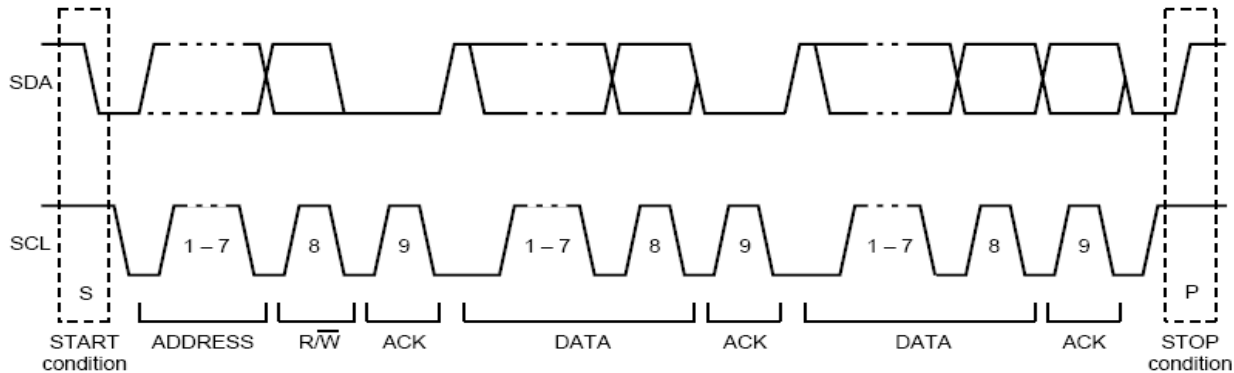 SDA
SCL
1 – 7 8 9 1 – 7 8 9 1 – 7 8 9
S P
START ADDRESS R/W̅ ACK DATA ACK DATA ACK STOP
condition condition